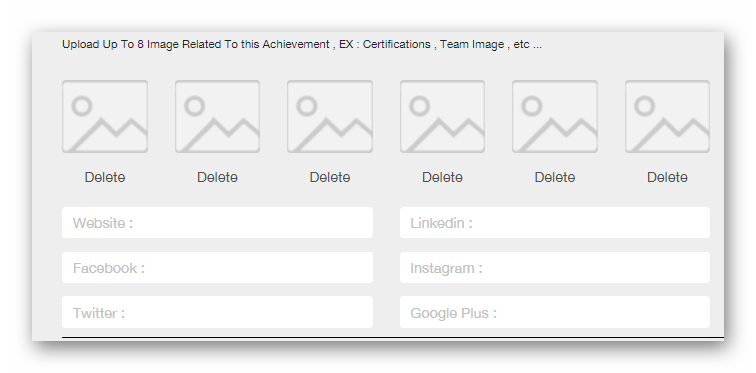 Upload Up To 8 Image Related To this Achievement , EX : Certifications , Team Image , etc ...
Delete Delete Delete Delete Delete Delete
Website : Linkedin :
Facebook : Instagram :
Twitter : Google Plus :